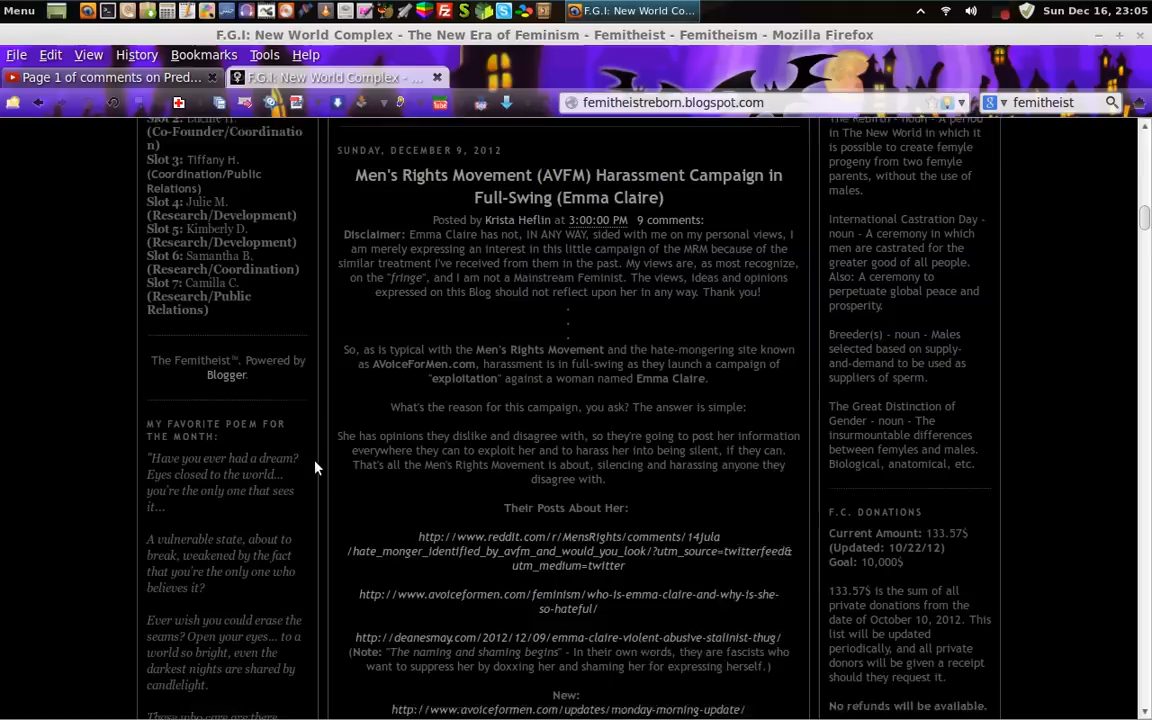 Menu
F.G.I: New World Co...
Sun Dec 16, 23:05
F.G.I: New World Complex - The New Era of Feminism - Femitheist - Femitheism - Mozilla Firefox
File Edit View History Bookmarks Tools Help
Page 1 of comments on Pred...
F.G.I: New World Complex - ...
femitheistreborn.blogspot.com
femitheist
(Co-Founder/Coordinatio
n)
Slot 3: Tiffany H.
(Coordination/Public
Relations)
Slot 4: Julie M.
(Research/Development)
Slot 5: Kimberly D.
(Research/Development)
Slot 6: Samantha B.
(Research/Coordination)
Slot 7: Camilla C.
(Research/Public
Relations)
The Femitheist™. Powered by
Blogger.
MY FAVORITE POEM FOR
THE MONTH:
"Have you ever had a dream?
Eyes closed to the world...
you're the only one that sees
it...
A vulnerable state, about to
break, weakened by the fact
that you're the only one who
believes it?
Ever wish you could erase the
seams? Open your eyes... to a
world so bright, even the
darkest nights are shared by
candlelight.
Those who care are there
SUNDAY, DECEMBER 9, 2012
Men's Rights Movement (AVFM) Harassment Campaign in
Full-Swing (Emma Claire)
Posted by Krista Heflin at 3:00:00 PM 9 comments:
Disclaimer: Emma Claire has not, IN ANY WAY, sided with me on my personal views, I
am merely expressing an interest in this little campaign of the MRM because of the
similar treatment I've received from them in the past. My views are, as most recognize,
on the "fringe", and I am not a Mainstream Feminist. The views, ideas and opinions
expressed on this Blog should not reflect upon her in any way. Thank you!
.
.
.
So, as is typical with the Men's Rights Movement and the hate-mongering site known
as AVoiceForMen.com, harassment is in full-swing as they launch a campaign of
"exploitation" against a woman named Emma Claire.
What's the reason for this campaign, you ask? The answer is simple:
She has opinions they dislike and disagree with, so they're going to post her information
everywhere they can to exploit her and to harass her into being silent, if they can.
That's all the Men's Rights Movement is about, silencing and harassing anyone they
disagree with.
Their Posts About Her:
http://www.reddit.com/r/MensRights/comments/14jula
/hate_monger_identified_by_avfm_and_would_you_look/?utm_source=twitterfeed&
utm_medium=twitter
http://www.avoiceformen.com/feminism/who-is-emma-claire-and-why-is-she-
so-hateful/
http://deanesmay.com/2012/12/09/emma-claire-violent-abusive-stalinist-thug/
(Note: "The naming and shaming begins" - In their own words, they are fascists who
want to suppress her by doxxing her and shaming her for expressing herself.)
New:
http://www.avoiceformen.com/updates/monday-morning-update/
The Rebirth - noun - A period
in The New World in which it
is possible to create femyle
progeny from two femyle
parents, without the use of
males.
International Castration Day -
noun - A ceremony in which
men are castrated for the
greater good of all people.
Also: A ceremony to
perpetuate global peace and
prosperity.
Breeder(s) - noun - Males
selected based on supply-
and-demand to be used as
suppliers of sperm.
The Great Distinction of
Gender - noun - The
insurmountable differences
between femyles and males.
Biological, anatomical, etc.
F.C. DONATIONS
Current Amount: 133.57$
(Updated: 10/22/12)
Goal: 10,000$
133.57$ is the sum of all
private donations from the
date of October 10, 2012. This
list will be updated
periodically, and all private
donors will be given a receipt
should they request it.
No refunds will be available.